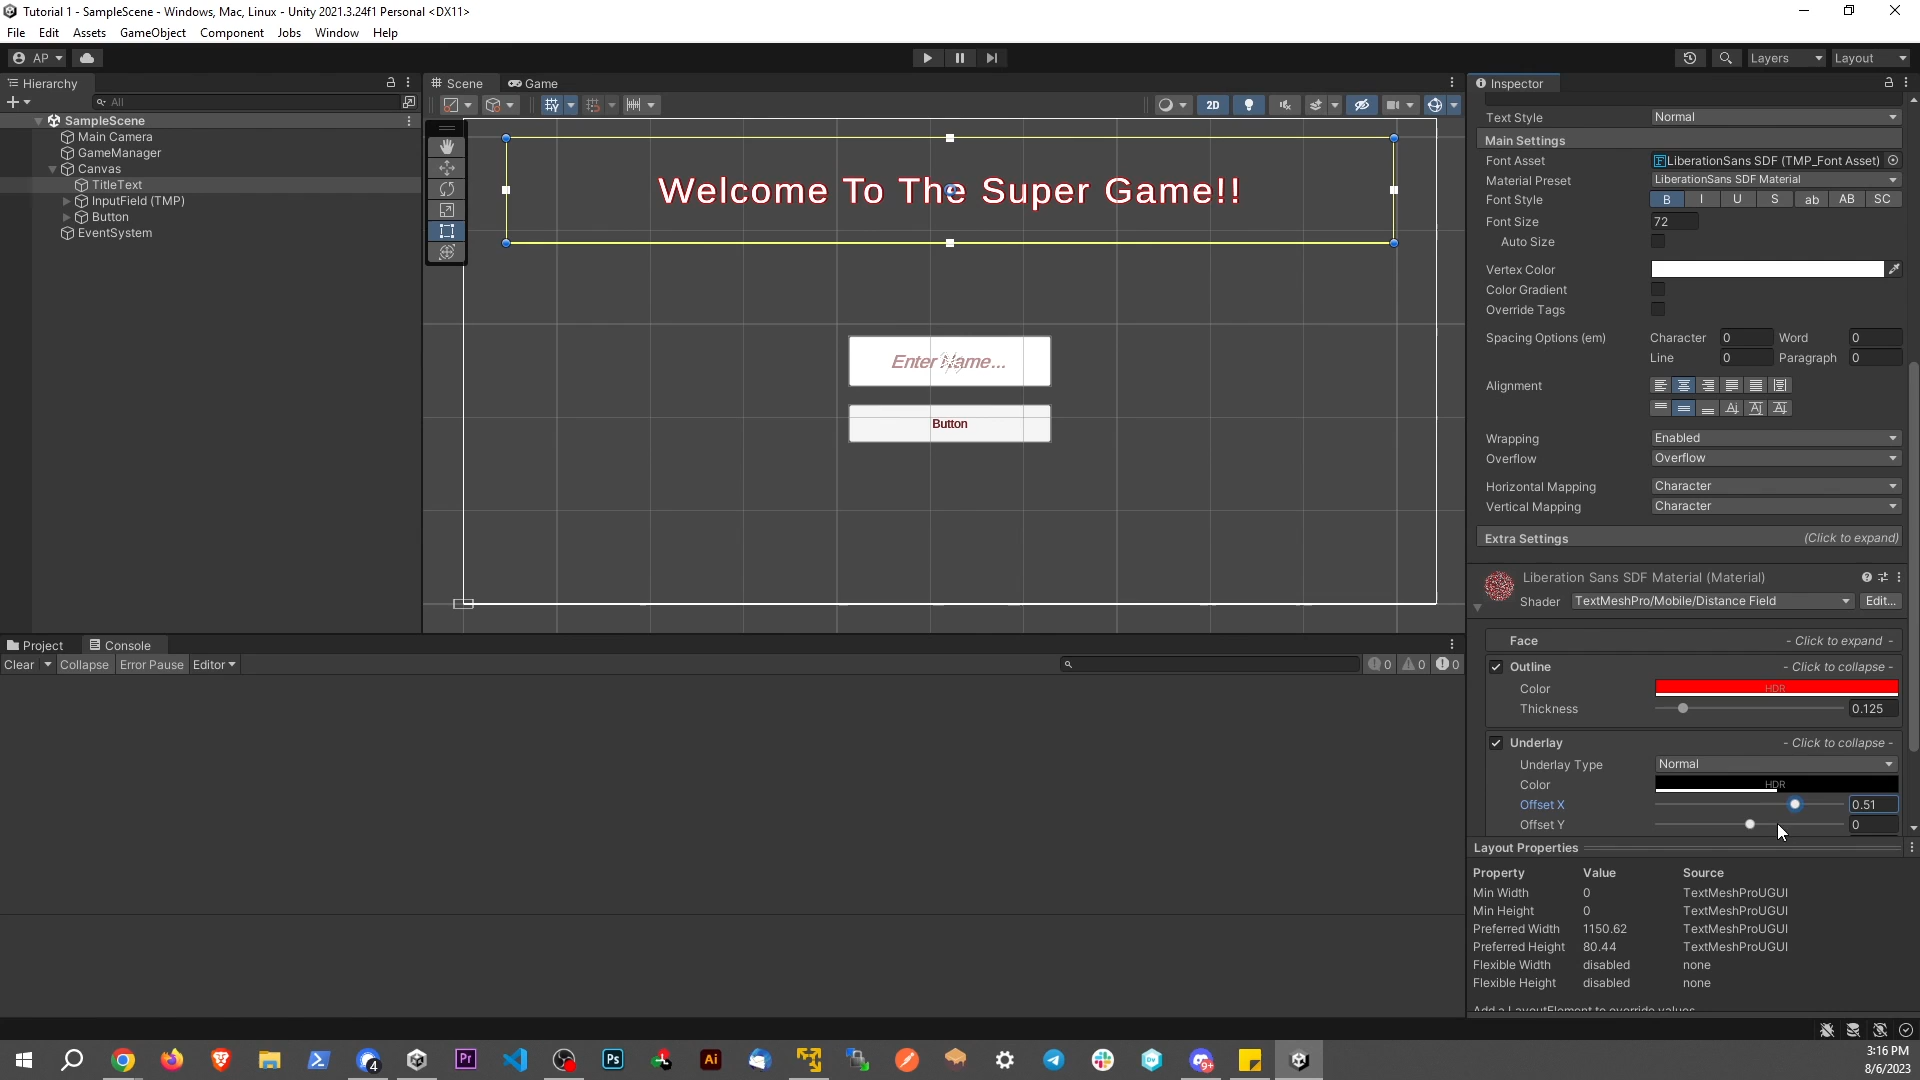 Tutorial 1 - SampleScene - Windows, Mac, Linux - Unity 2021.3.24f1 Personal <DX11>
File Edit Assets GameObject Component Jobs Window Help
AP Layers Layout
Hierarchy Scene Game Inspector
All 2D
SampleScene
Main Camera
GameManager
Canvas
TitleText
InputField (TMP)
Button
EventSystem
Welcome To The Super Game!!
Enter Name...
Button
Text Style Normal
Main Settings
Font Asset LiberationSans SDF (TMP_Font Asset)
Material Preset LiberationSans SDF Material
Font Style B I U S ab AB SC
Font Size 72
Auto Size
Vertex Color
Color Gradient
Override Tags
Spacing Options (em) Character 0 Word 0
Line 0 Paragraph 0
Alignment
Wrapping Enabled
Overflow Overflow
Horizontal Mapping Character
Vertical Mapping Character
Extra Settings (Click to expand)
Liberation Sans SDF Material (Material)
Shader TextMeshPro/Mobile/Distance Field Edit...
Face - Click to expand -
Outline - Click to collapse -
Color HDR
Thickness 0.125
Underlay - Click to collapse -
Underlay Type Normal
Color HDR
Offset X 0.51
Offset Y 0
Project Console
Clear Collapse Error Pause Editor 0 0 0
Layout Properties
Property Value Source
Min Width 0 TextMeshProUGUI
Min Height 0 TextMeshProUGUI
Preferred Width 1150.62 TextMeshProUGUI
Preferred Height 80.44 TextMeshProUGUI
Flexible Width disabled none
Flexible Height disabled none
Add a LayoutElement to override values
4 Pr Ps Ai 9+
3:16 PM
8/6/2023